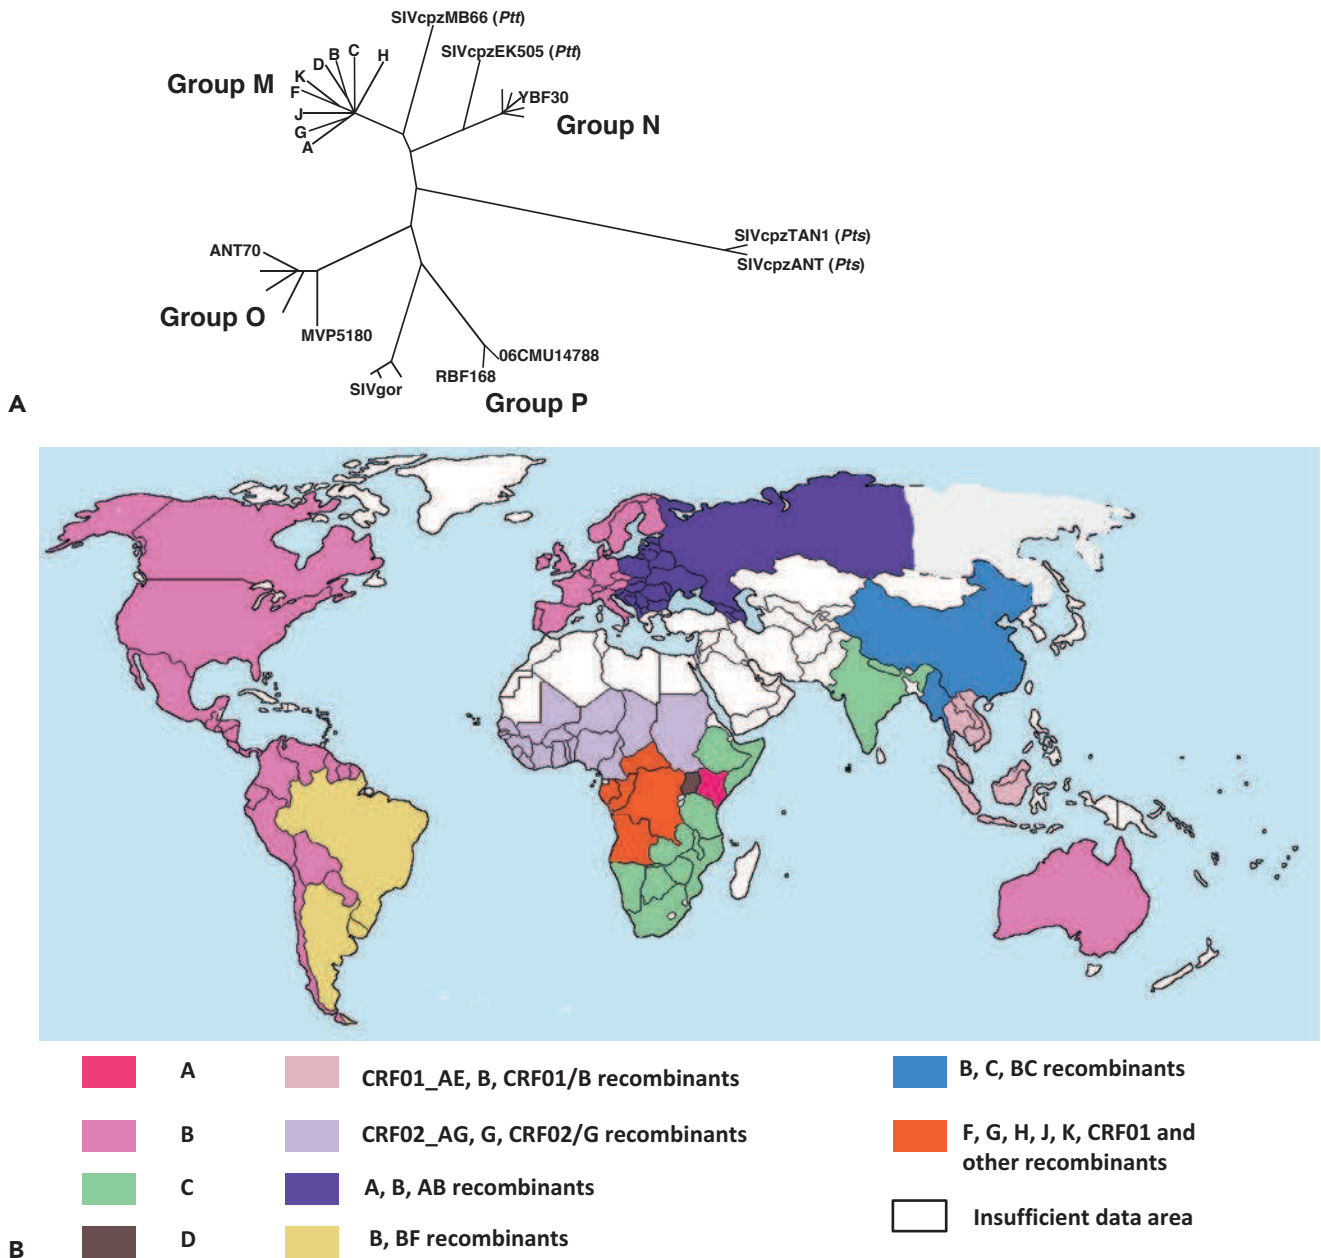 SIVcpzMB66 (Ptt)
SIVcpzEK505 (Ptt)
C
B
H
D
K
F
J
G
A
Group M
YBF30
Group N
SIVcpzTAN1 (Pts)
SIVcpzANT (Pts)
ANT70
Group O
MVP5180
06CMU14788
RBF168
SIVgor
Group P
A
A
CRF01_AE, B, CRF01/B recombinants
B, C, BC recombinants
B
CRF02_AG, G, CRF02/G recombinants
F, G, H, J, K, CRF01 and
other recombinants
C
A, B, AB recombinants
Insufficient data area
D
B, BF recombinants
B